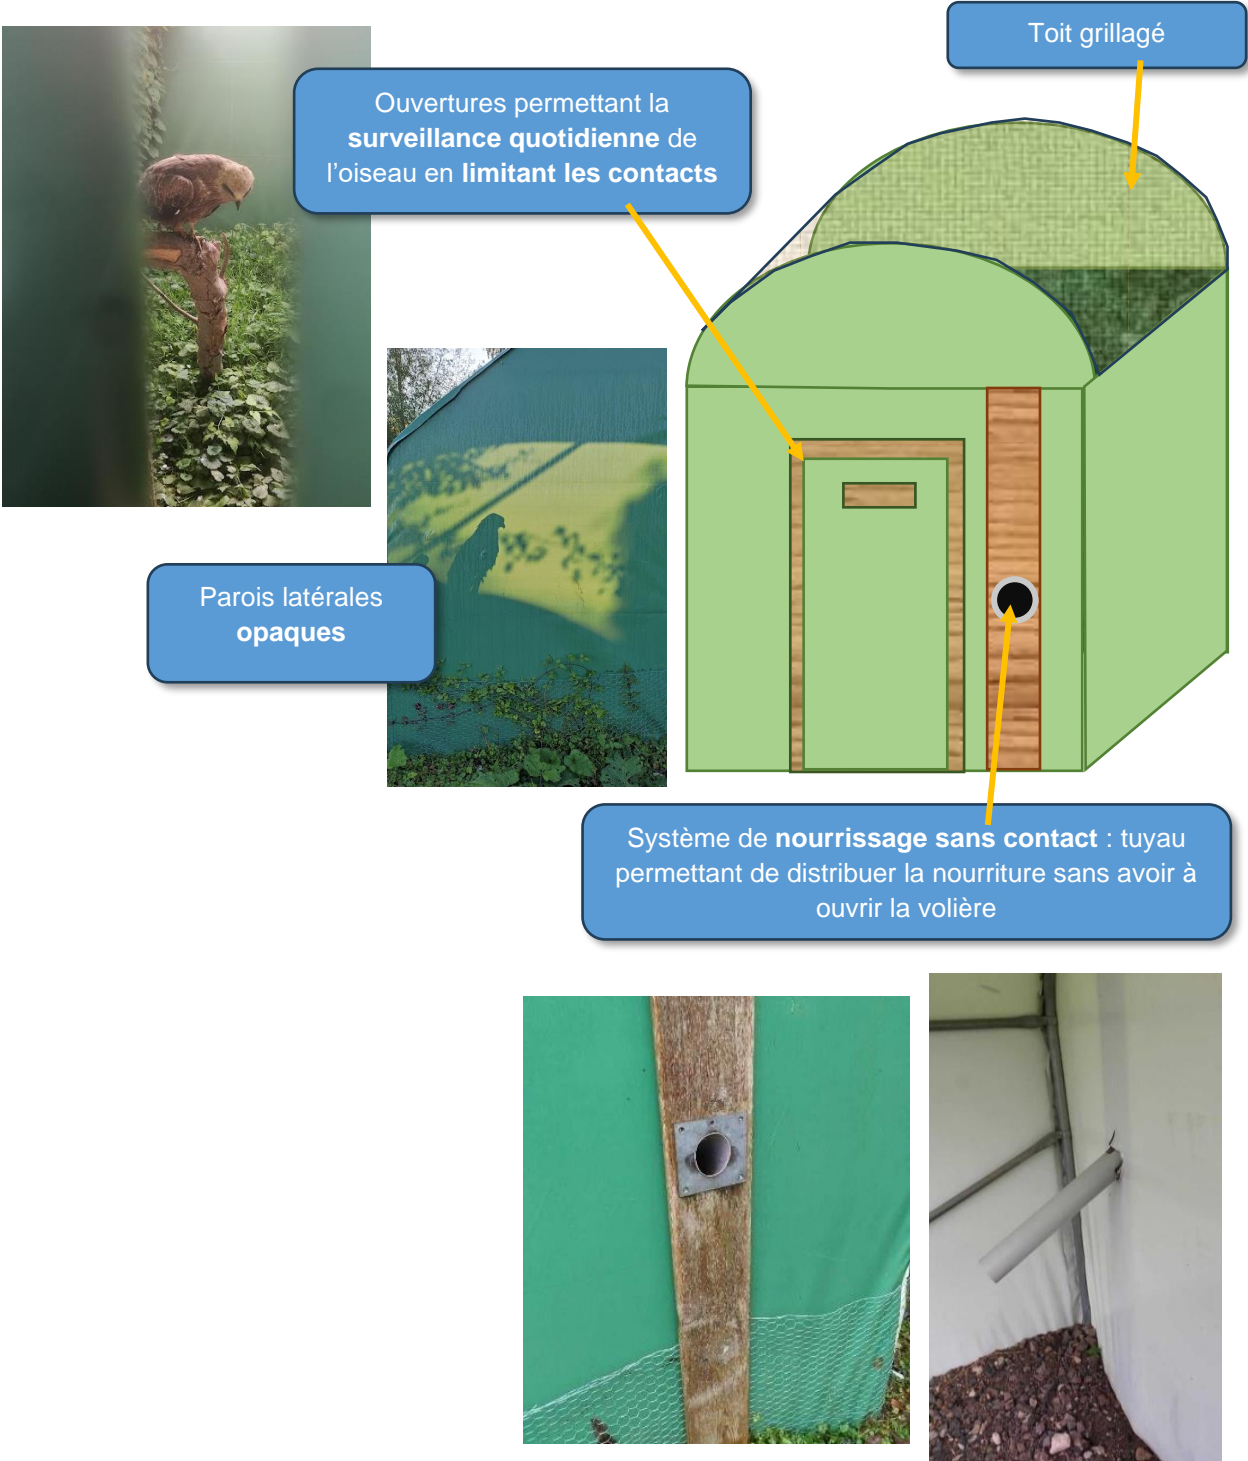 Toit grillagé
Ouvertures permettant la
surveillance quotidienne de
l’oiseau en limitant les contacts
Parois latérales
opaques
Système de nourrissage sans contact : tuyau
permettant de distribuer la nourriture sans avoir à
ouvrir la volière